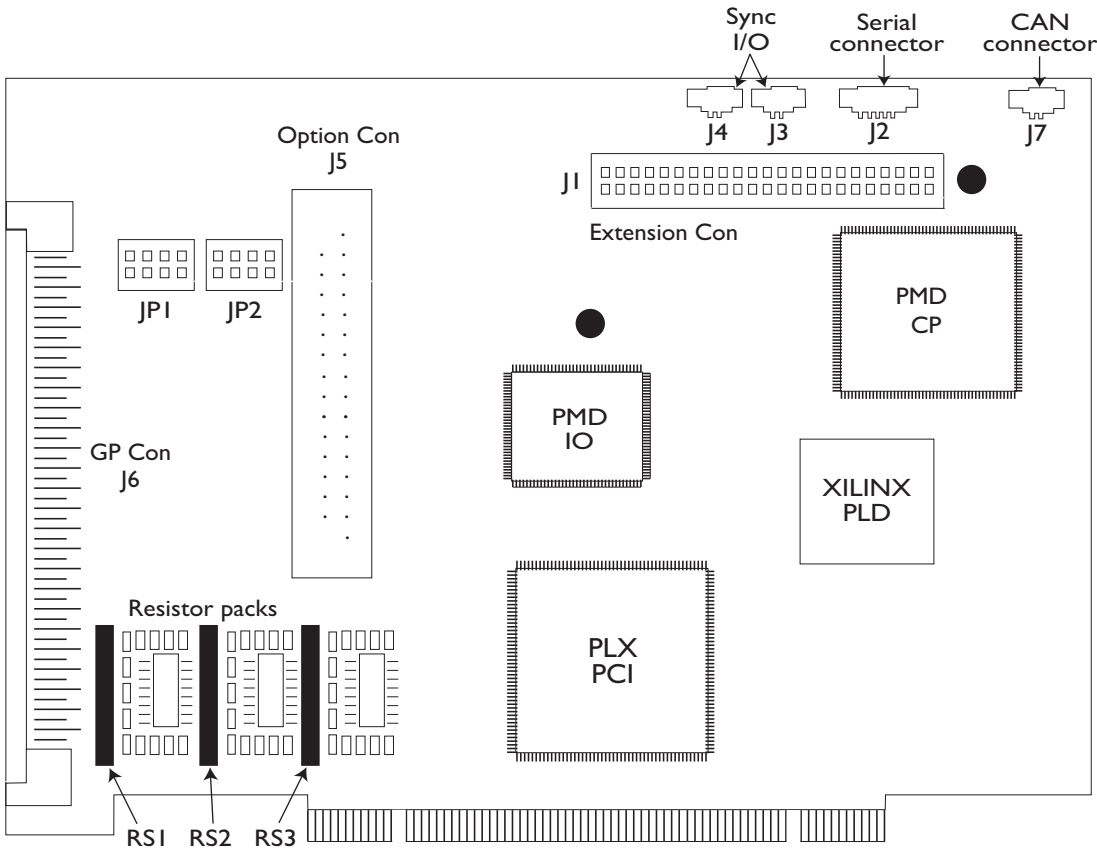 Sync
I/O
Serial
connector
CAN
connector
J4
J3
J2
J7
Option Con
J5
J1
Extension Con
JP1
JP2
PMD
CP
PMD
IO
GP Con
J6
XILINX
PLD
Resistor packs
PLX
PCI
RS1
RS2
RS3